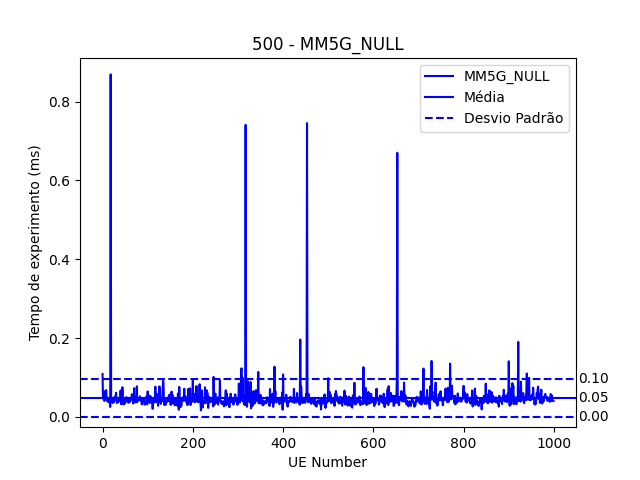 500 - MM5G_NULL
MM5G_NULL
Média
Desvio Padrão
Tempo de experimento (ms)
0.8
0.6
0.4
0.2
0.0
0.10
0.05
0.00
0 200 400 600 800 1000
UE Number